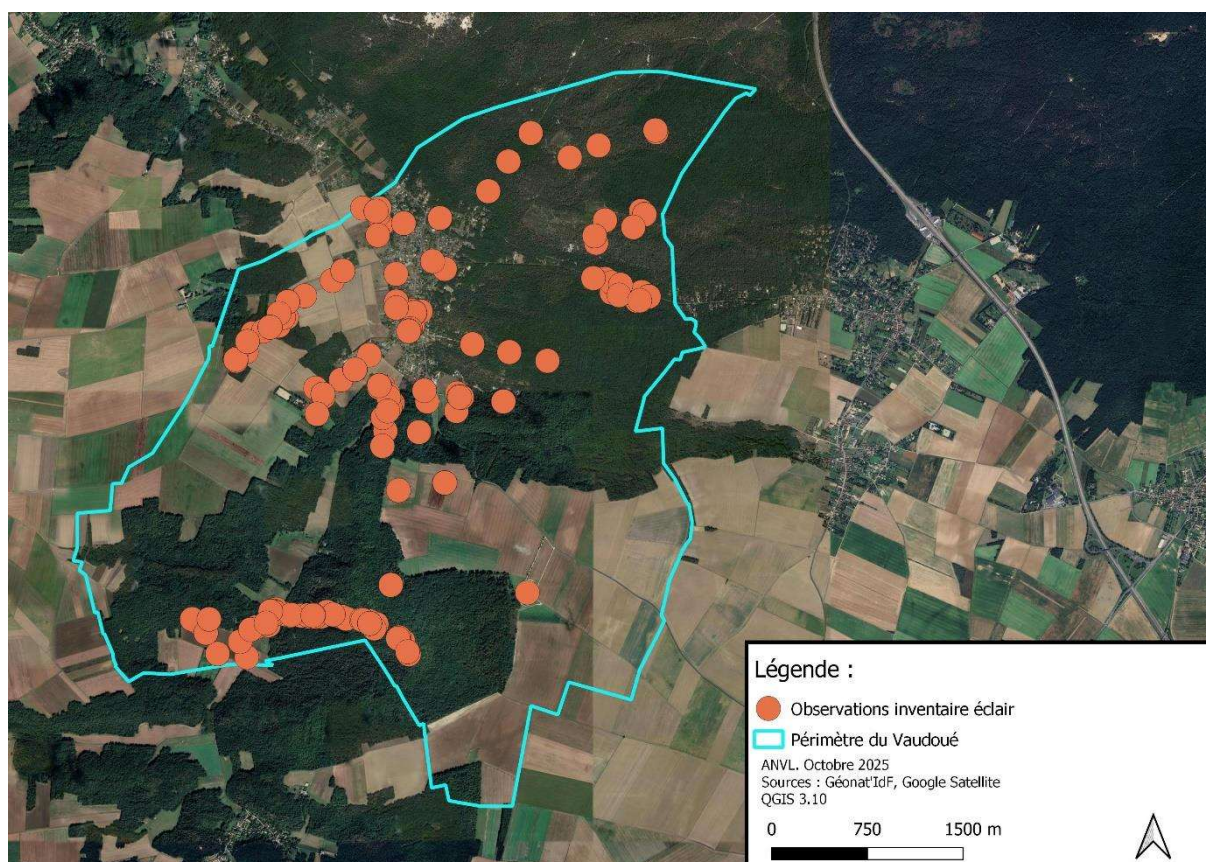 Légende :
Observations inventaire éclair
Périmètre du Vaudoué
ANVL. Octobre 2025
Sources : Géonat'IdF, Google Satellite
QGIS 3.10
0 750 1500 m